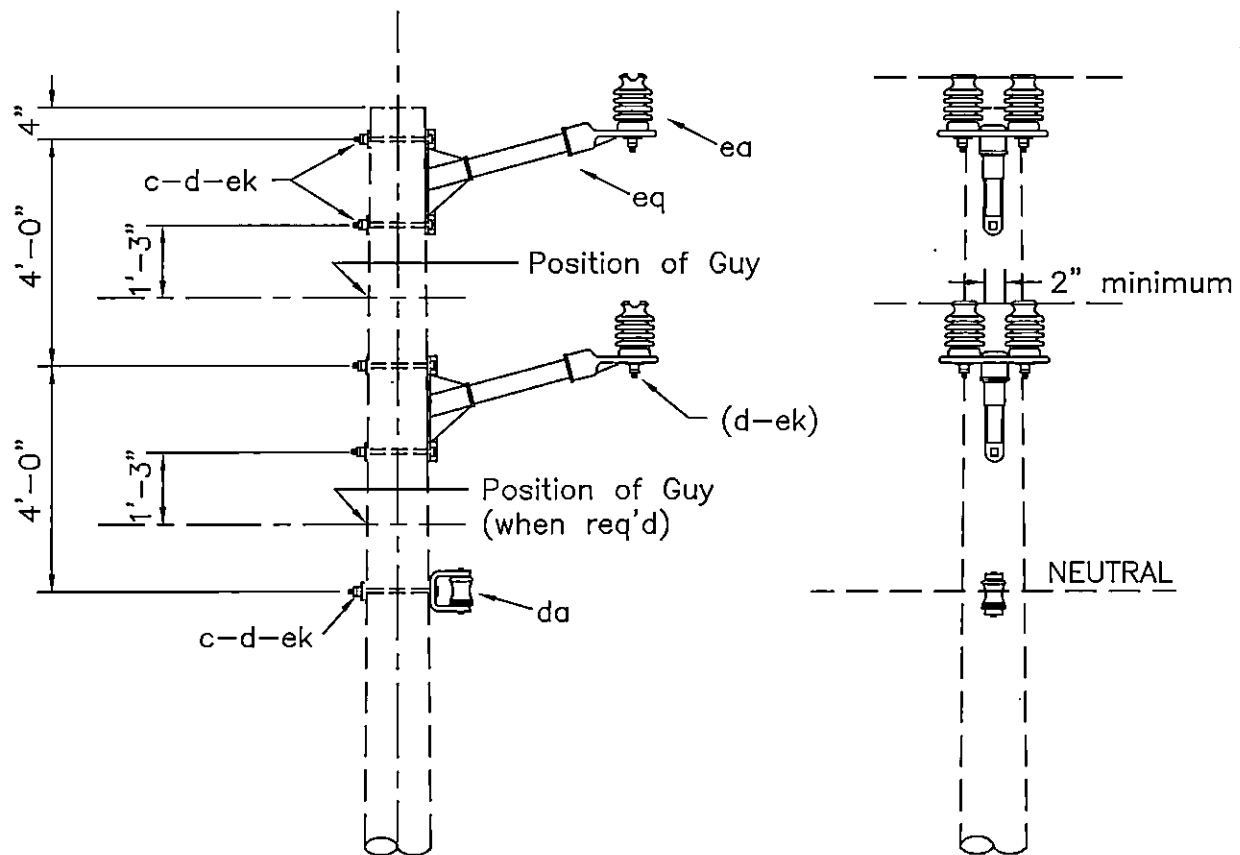 4"
ea
c-d-ek
eq
4'-0"
1'-3"
Position of Guy
2" minimum
(d-ek)
4'-0"
1'-3"
Position of Guy
(when req'd)
NEUTRAL
da
c-d-ek